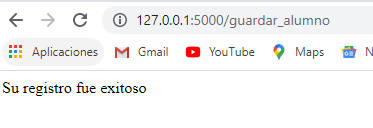 127.0.0.1:5000/guardar_alumno
Aplicaciones Gmail YouTube Maps N
Su registro fue exitoso